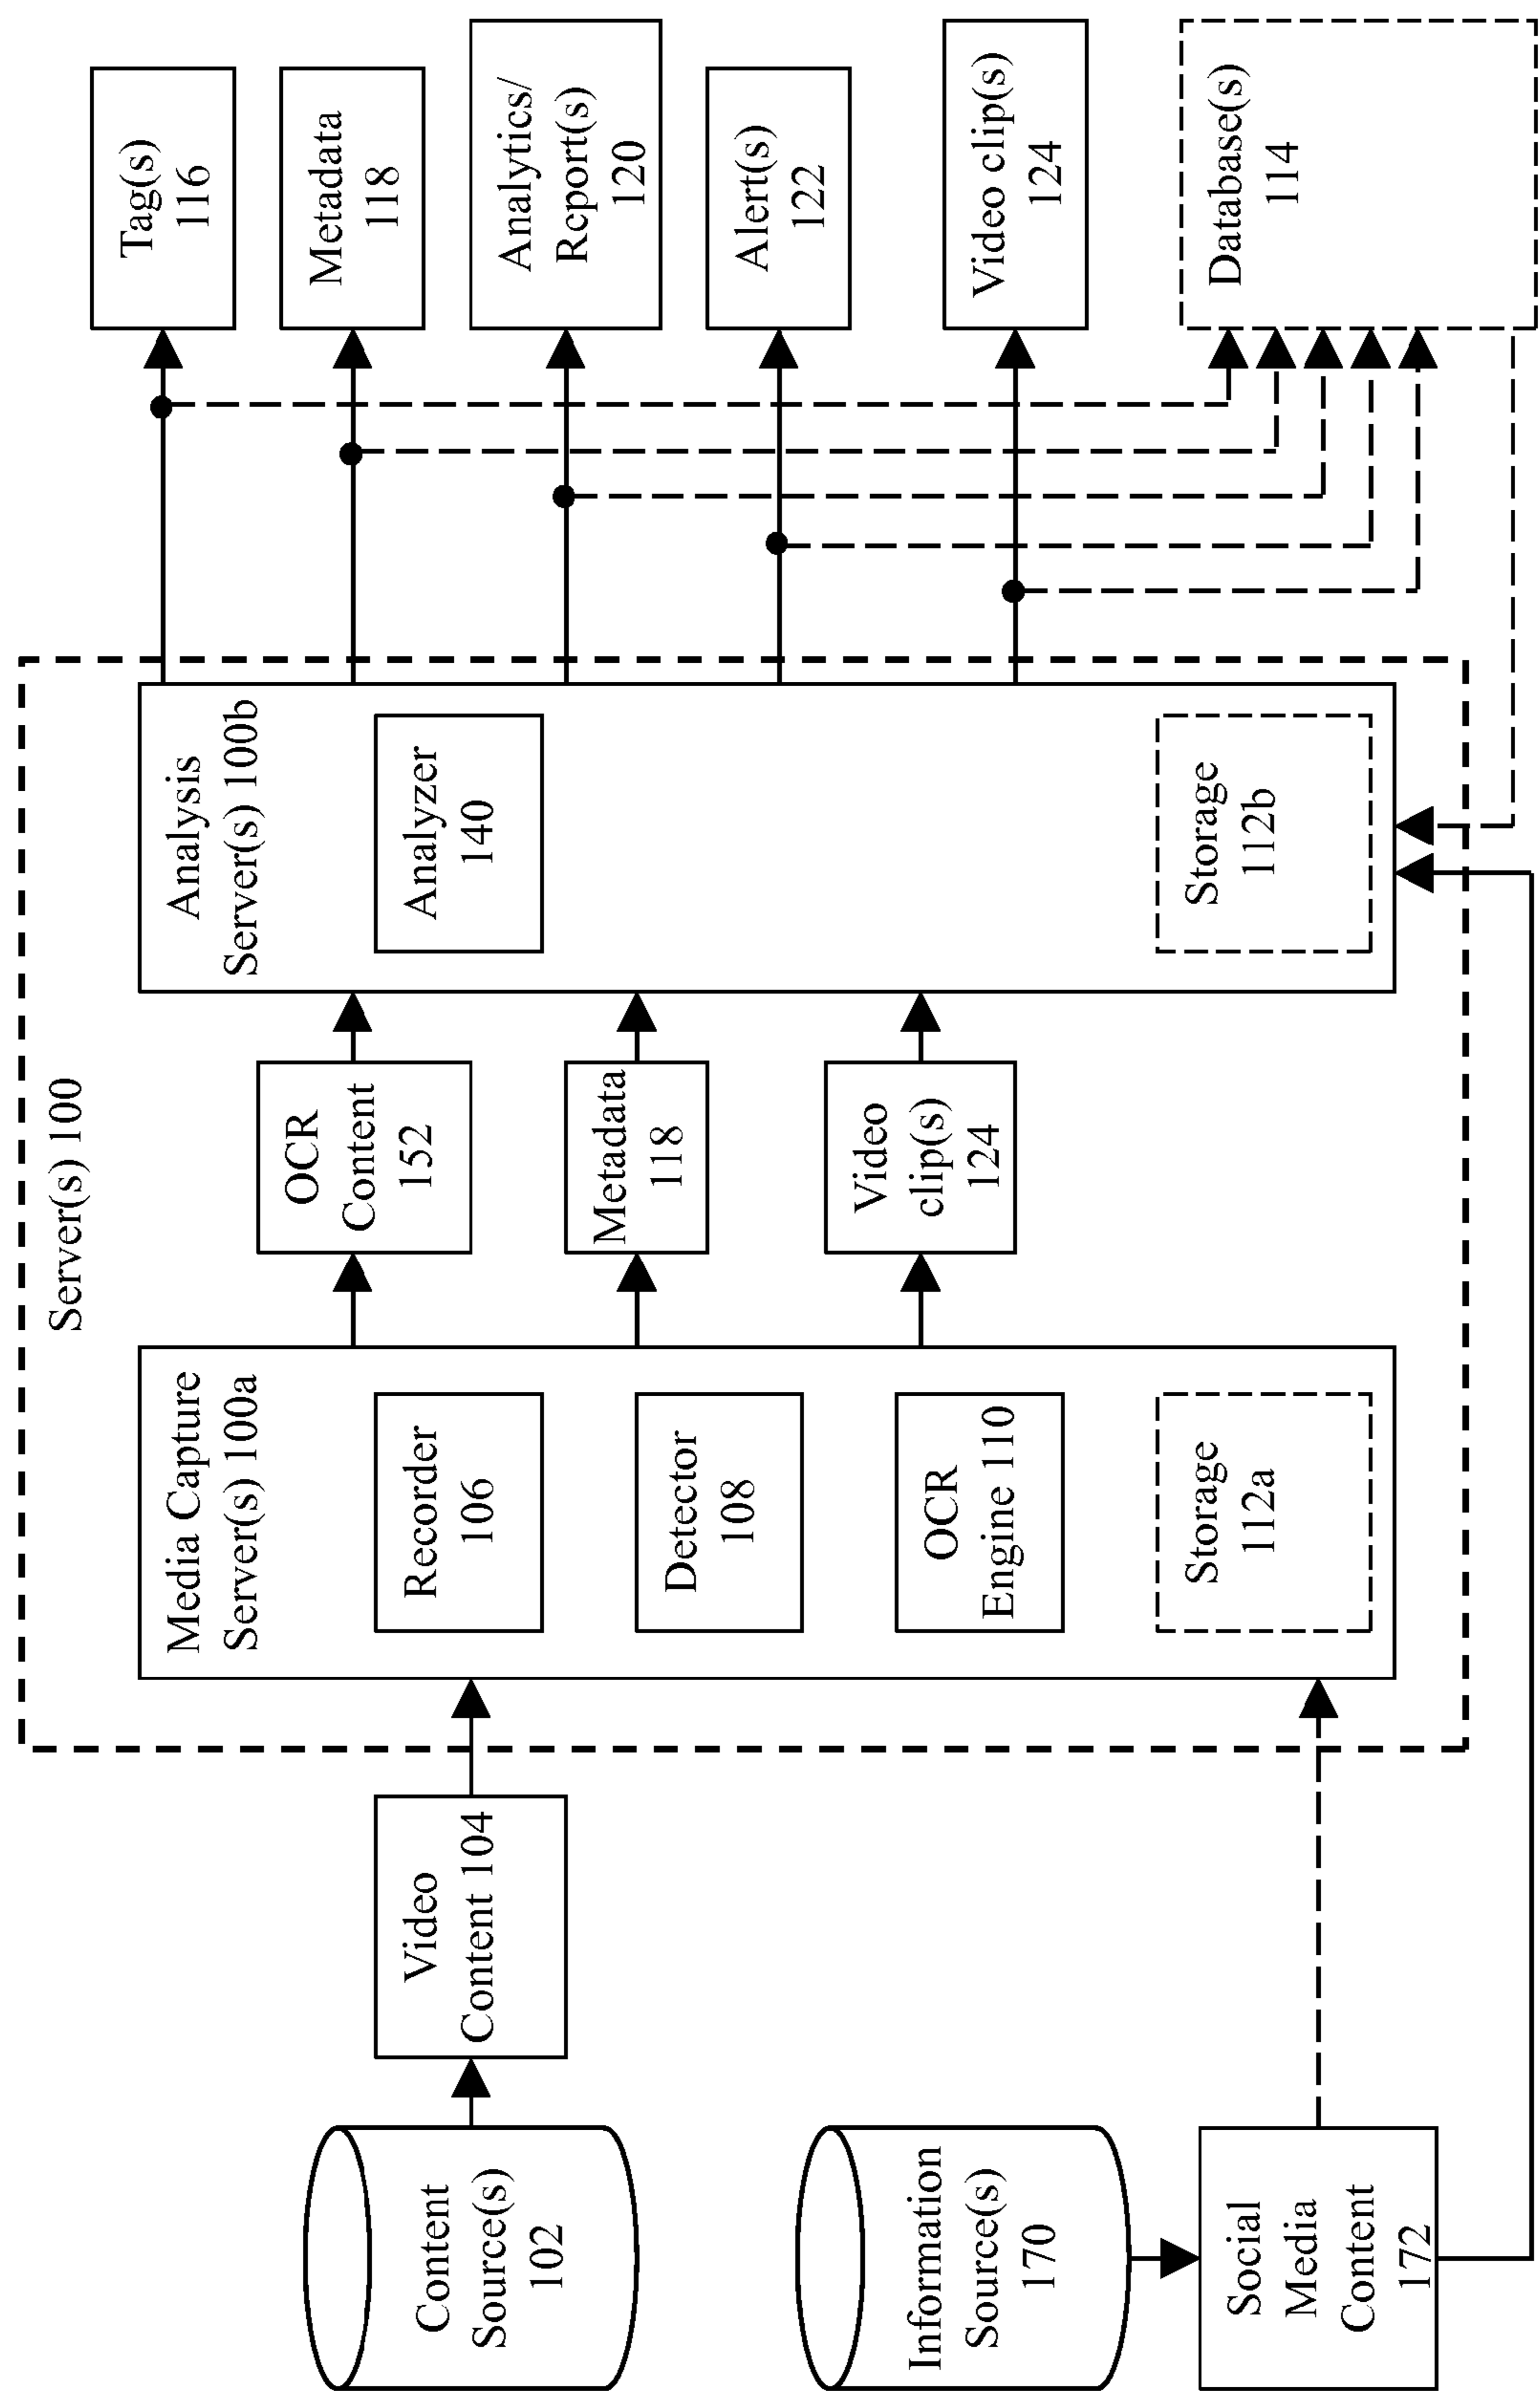 Server(s) 100
Content
Source(s)
102
Video
Content 104
Information
Source(s)
170
Social
Media
Content
172
Media Capture
Server(s) 100a
Recorder
106
Detector
108
OCR
Engine 110
Storage
112a
OCR
Content
152
Metadata
118
Video
clip(s)
124
Analysis
Server(s) 100b
Analyzer
140
Storage
112b
Tag(s)
116
Metadata
118
Analytics/
Report(s)
120
Alert(s)
122
Video clip(s)
124
Database(s)
114